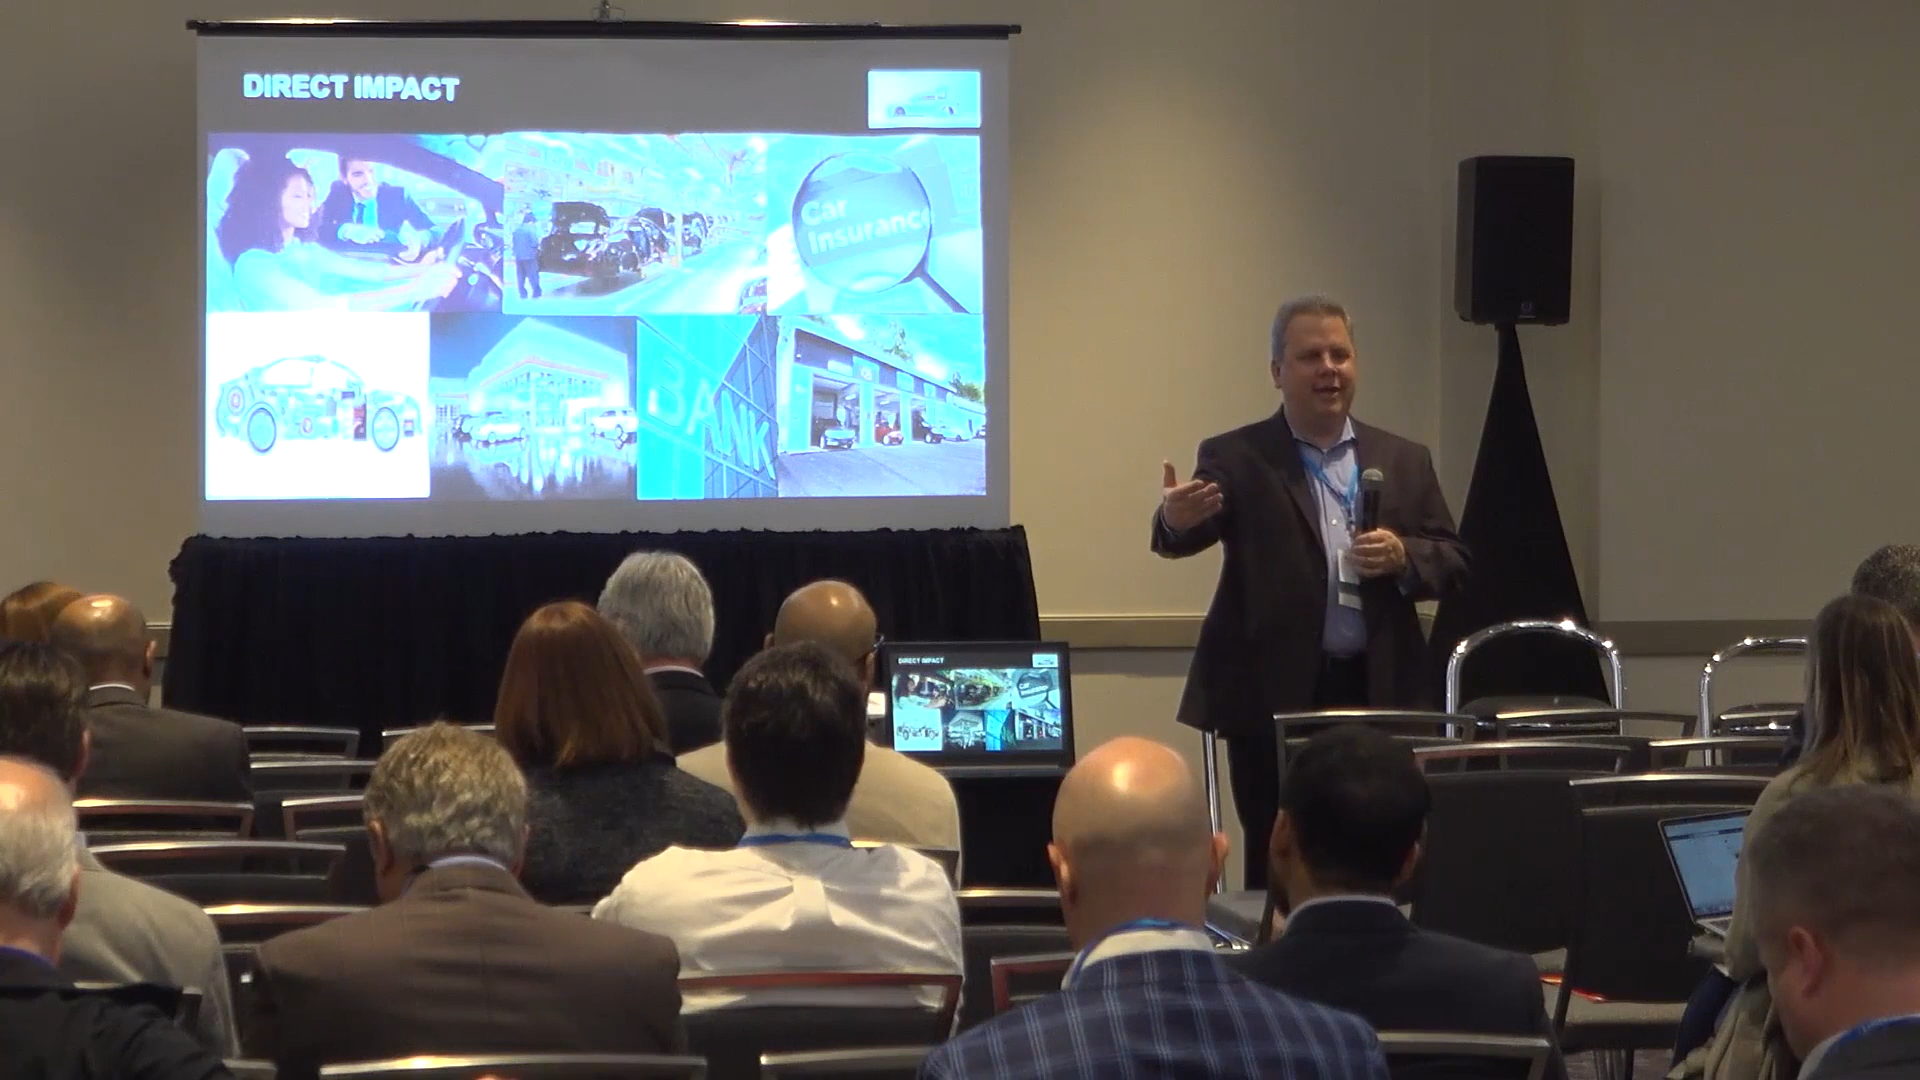 DIRECT IMPACT
Car
Insurance
BANK
DIRECT IMPACT